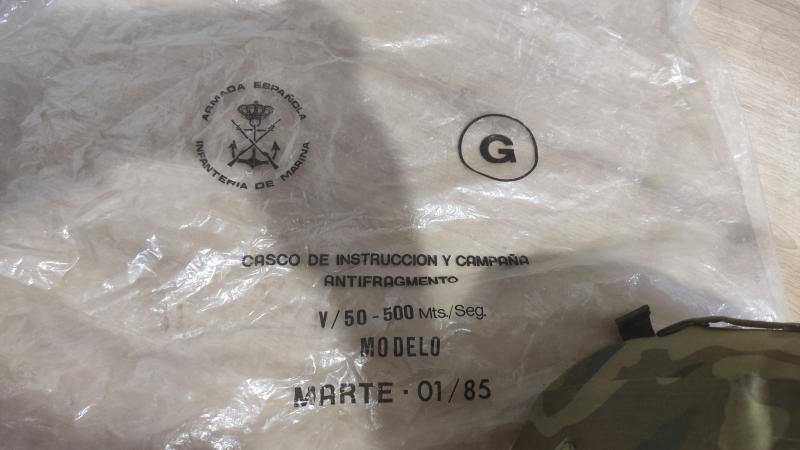 ARMADA ESPAÑOLA
INFANTERIA DE MARINA
G
CASCO DE INSTRUCCION Y CAMPAÑA
ANTIFRAGMENTO
V/50-500 Mts./Seg.
MODELO
MARTE · 01/85